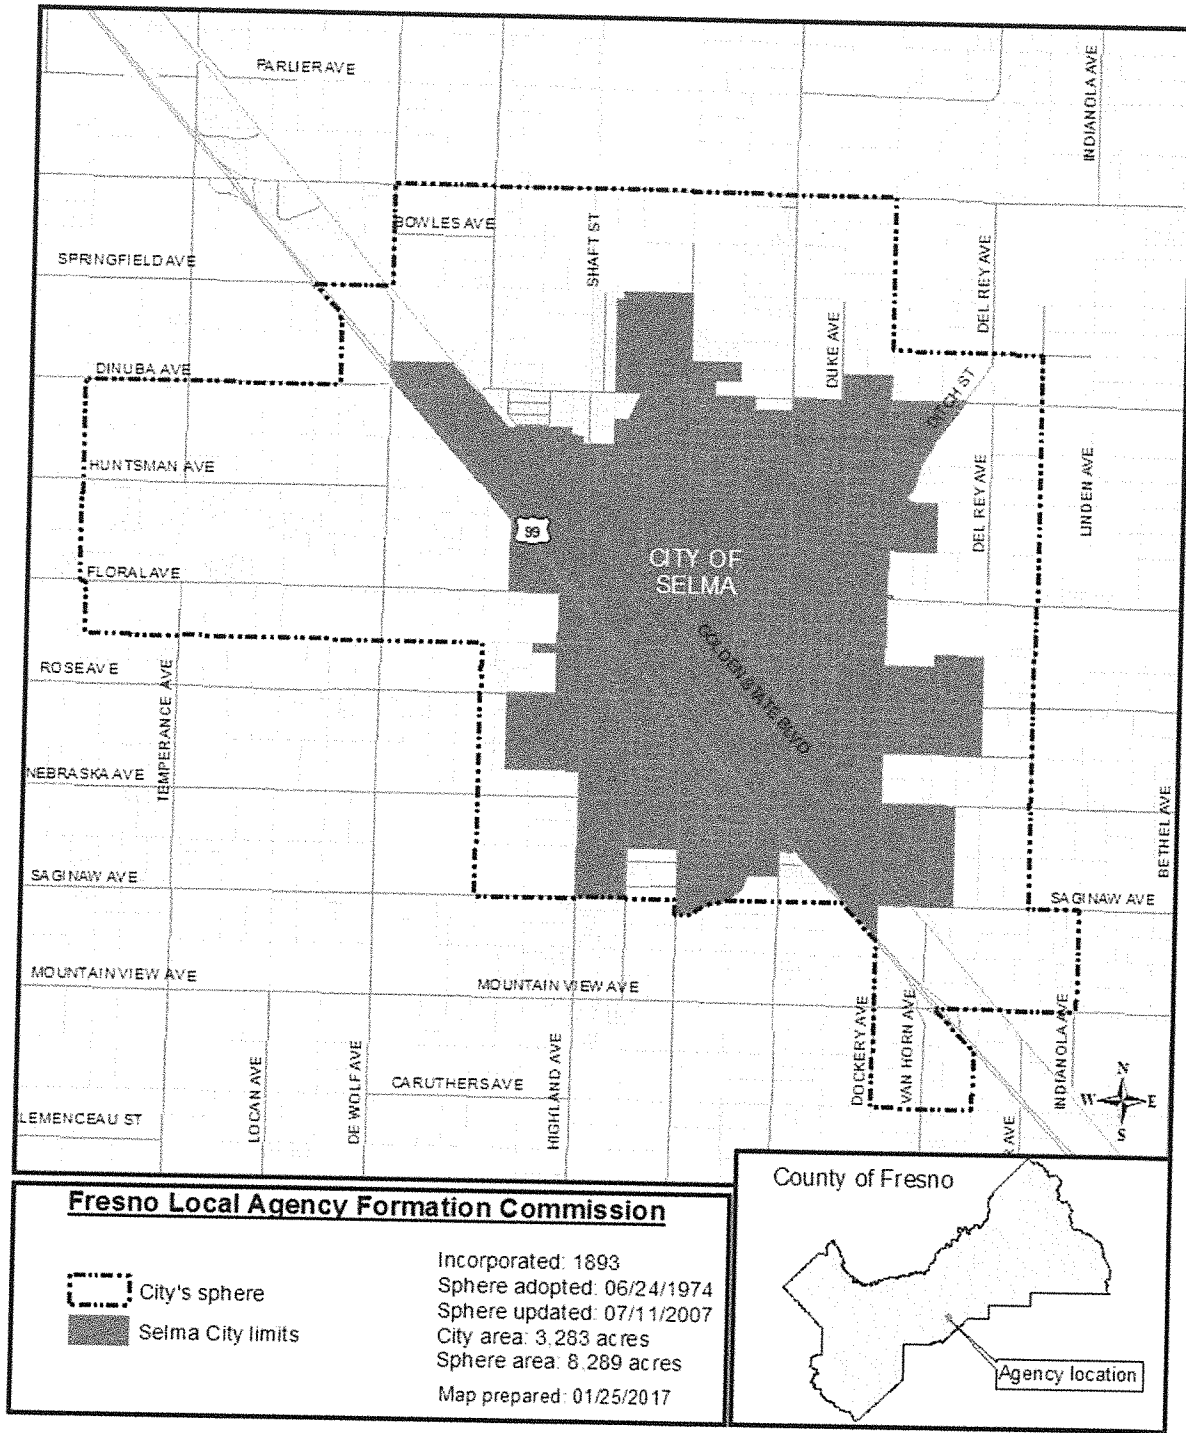 PARLIER AVE
INDIANOLA AVE
BOWLES AVE
SHAFT ST
SPRINGFIELD AVE
DEL REY AVE
DUKE AVE
DINUBA AVE
DITCH ST
HUNTSMAN AVE
DEL REY AVE
LINDEN AVE
99
CITY OF
SELMA
FLORAL AVE
GOLDEN STATE BLVD
ROSE AVE
TEMPERANCE AVE
NEBRASKA AVE
BETHEL AVE
SAGINAW AVE
SAGINAW AVE
MOUNTAIN VIEW AVE
MOUNTAIN VIEW AVE
DOCKERY AVE
VAN HORN AVE
INDIANOLA AVE
LOCAN AVE
DE WOLF AVE
CARUTHERS AVE
HIGHLAND AVE
LEMENCEAU ST
R AVE
N
W
E
S
Fresno Local Agency Formation Commission
City's sphere
Selma City limits
Incorporated: 1893
Sphere adopted: 06/24/1974
Sphere updated: 07/11/2007
City area: 3,283 acres
Sphere area: 8,289 acres
Map prepared: 01/25/2017
County of Fresno
Agency location